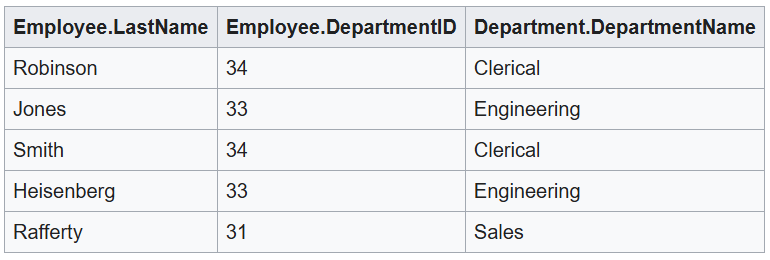 Employee.LastName Employee.DepartmentID Department.DepartmentName
Robinson 34 Clerical
Jones 33 Engineering
Smith 34 Clerical
Heisenberg 33 Engineering
Rafferty 31 Sales